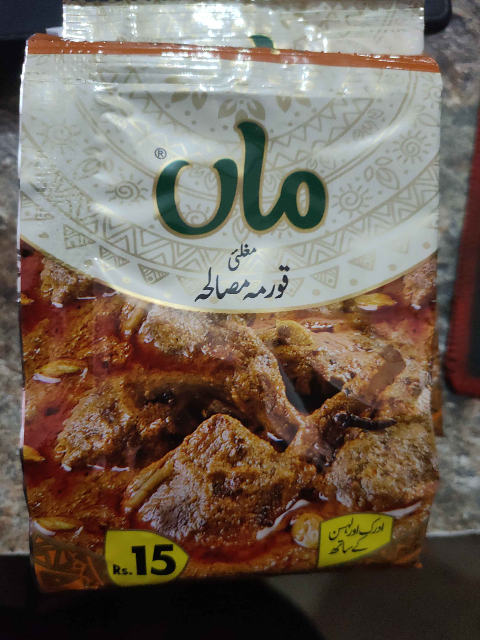 ماں ®
مغلئی
قورمہ مصالحہ
Rs. 15
ادرک اور لہسن
کے ساتھ